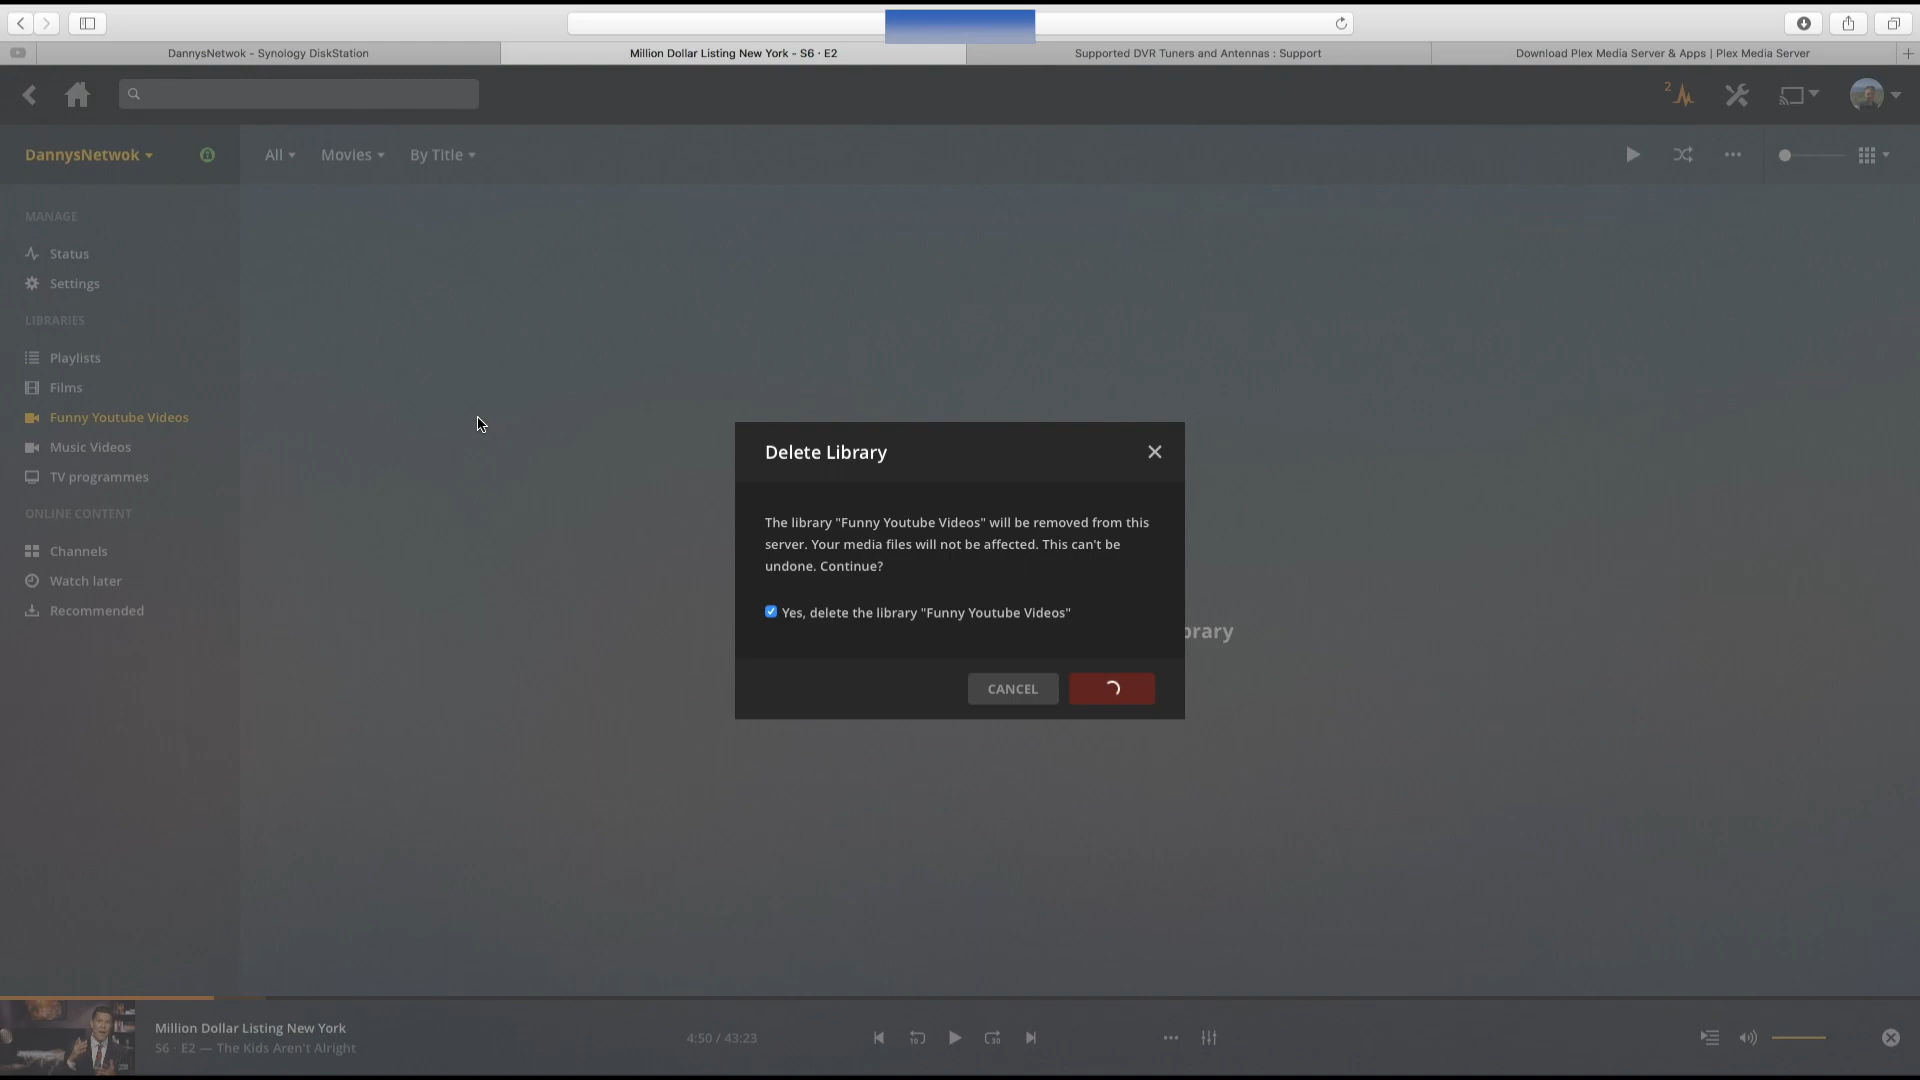 DannysNetwok - Synology DiskStation
Million Dollar Listing New York - S6 · E2
Supported DVR Tuners and Antennas : Support
Download Plex Media Server & Apps | Plex Media Server
2
DannysNetwok
All
Movies
By Title
MANAGE
Status
Settings
LIBRARIES
Playlists
Films
Funny Youtube Videos
Music Videos
TV programmes
ONLINE CONTENT
Channels
Watch later
Recommended
Delete Library
The library "Funny Youtube Videos" will be removed from this
server. Your media files will not be affected. This can't be
undone. Continue?
Yes, delete the library "Funny Youtube Videos"
brary
CANCEL
Million Dollar Listing New York
S6 · E2 — The Kids Aren't Alright
4:50 / 43:23
10
30